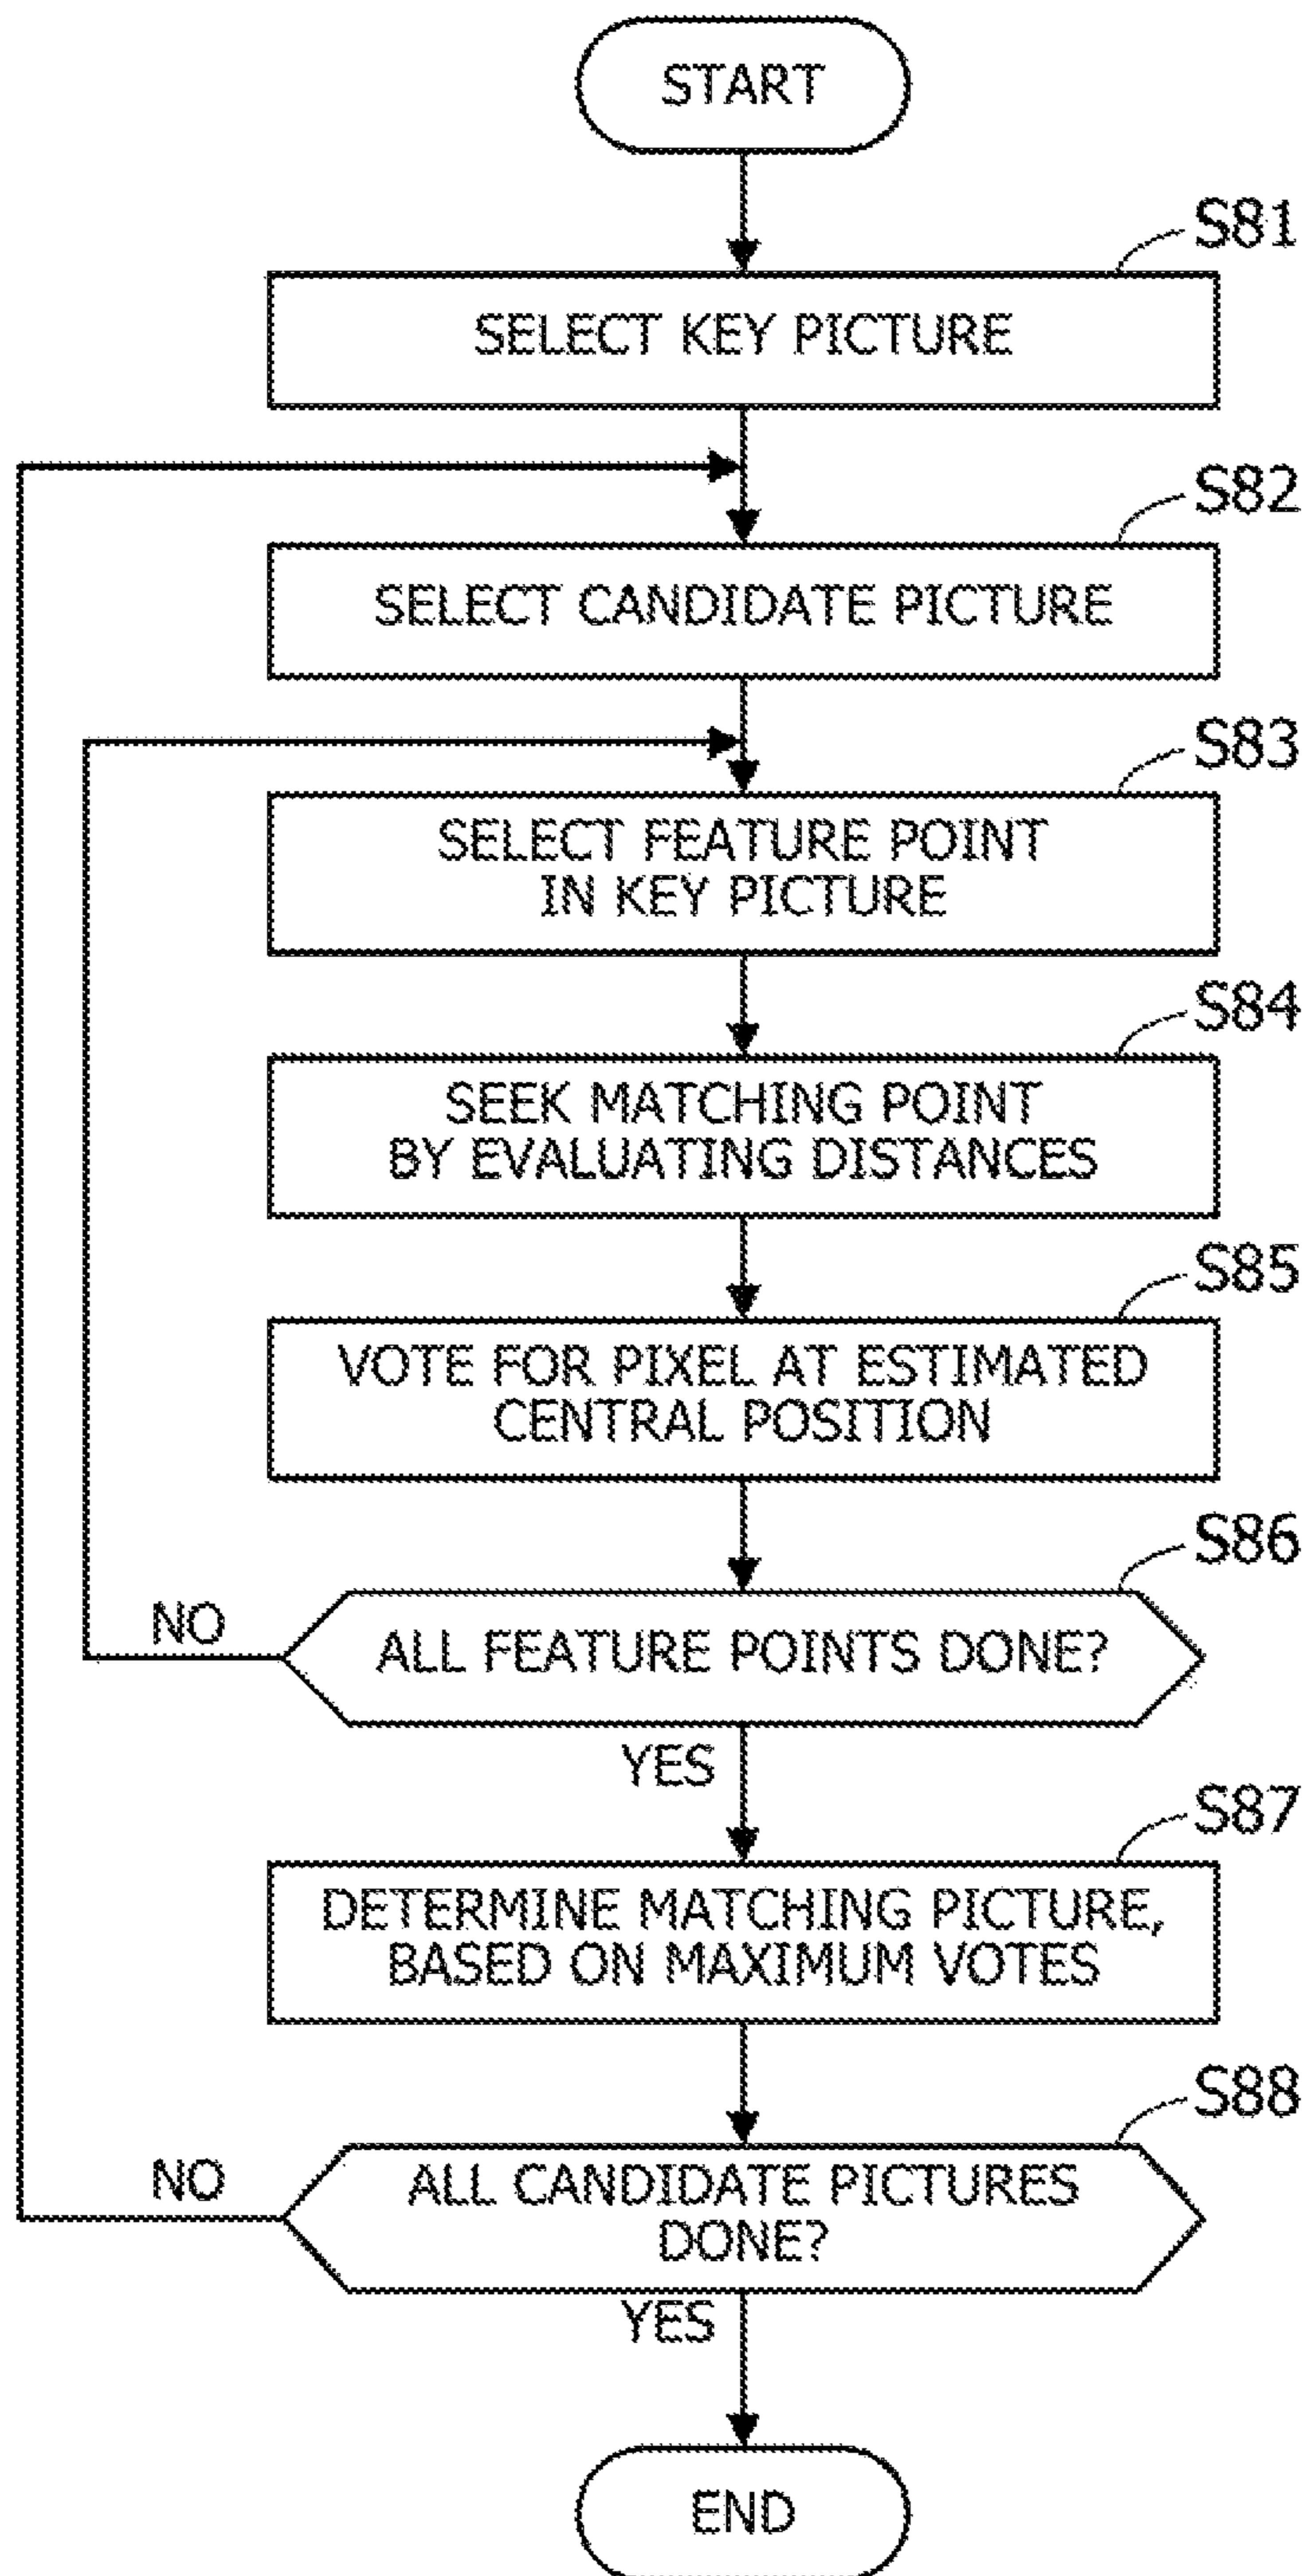 START
S81
SELECT KEY PICTURE
S82
SELECT CANDIDATE PICTURE
S83
SELECT FEATURE POINT
IN KEY PICTURE
S84
SEEK MATCHING POINT
BY EVALUATING DISTANCES
S85
VOTE FOR PIXEL AT ESTIMATED
CENTRAL POSITION
S86
NO
ALL FEATURE POINTS DONE?
YES
S87
DETERMINE MATCHING PICTURE,
BASED ON MAXIMUM VOTES
S88
NO
ALL CANDIDATE PICTURES
DONE?
YES
END